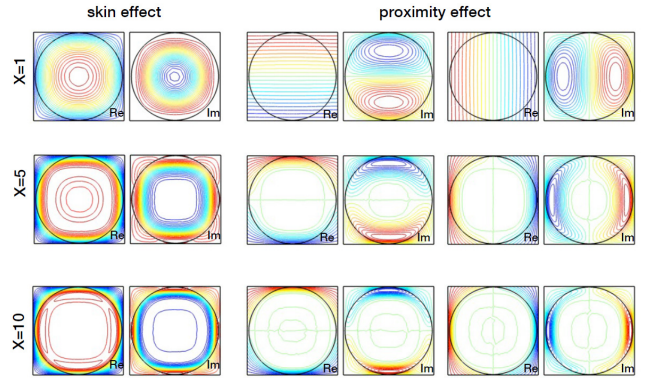 skin effect proximity effect
X=1
Re Im Re Im Re Im
X=5
Re Im Re Im Re Im
X=10
Re Im Re Im Re Im